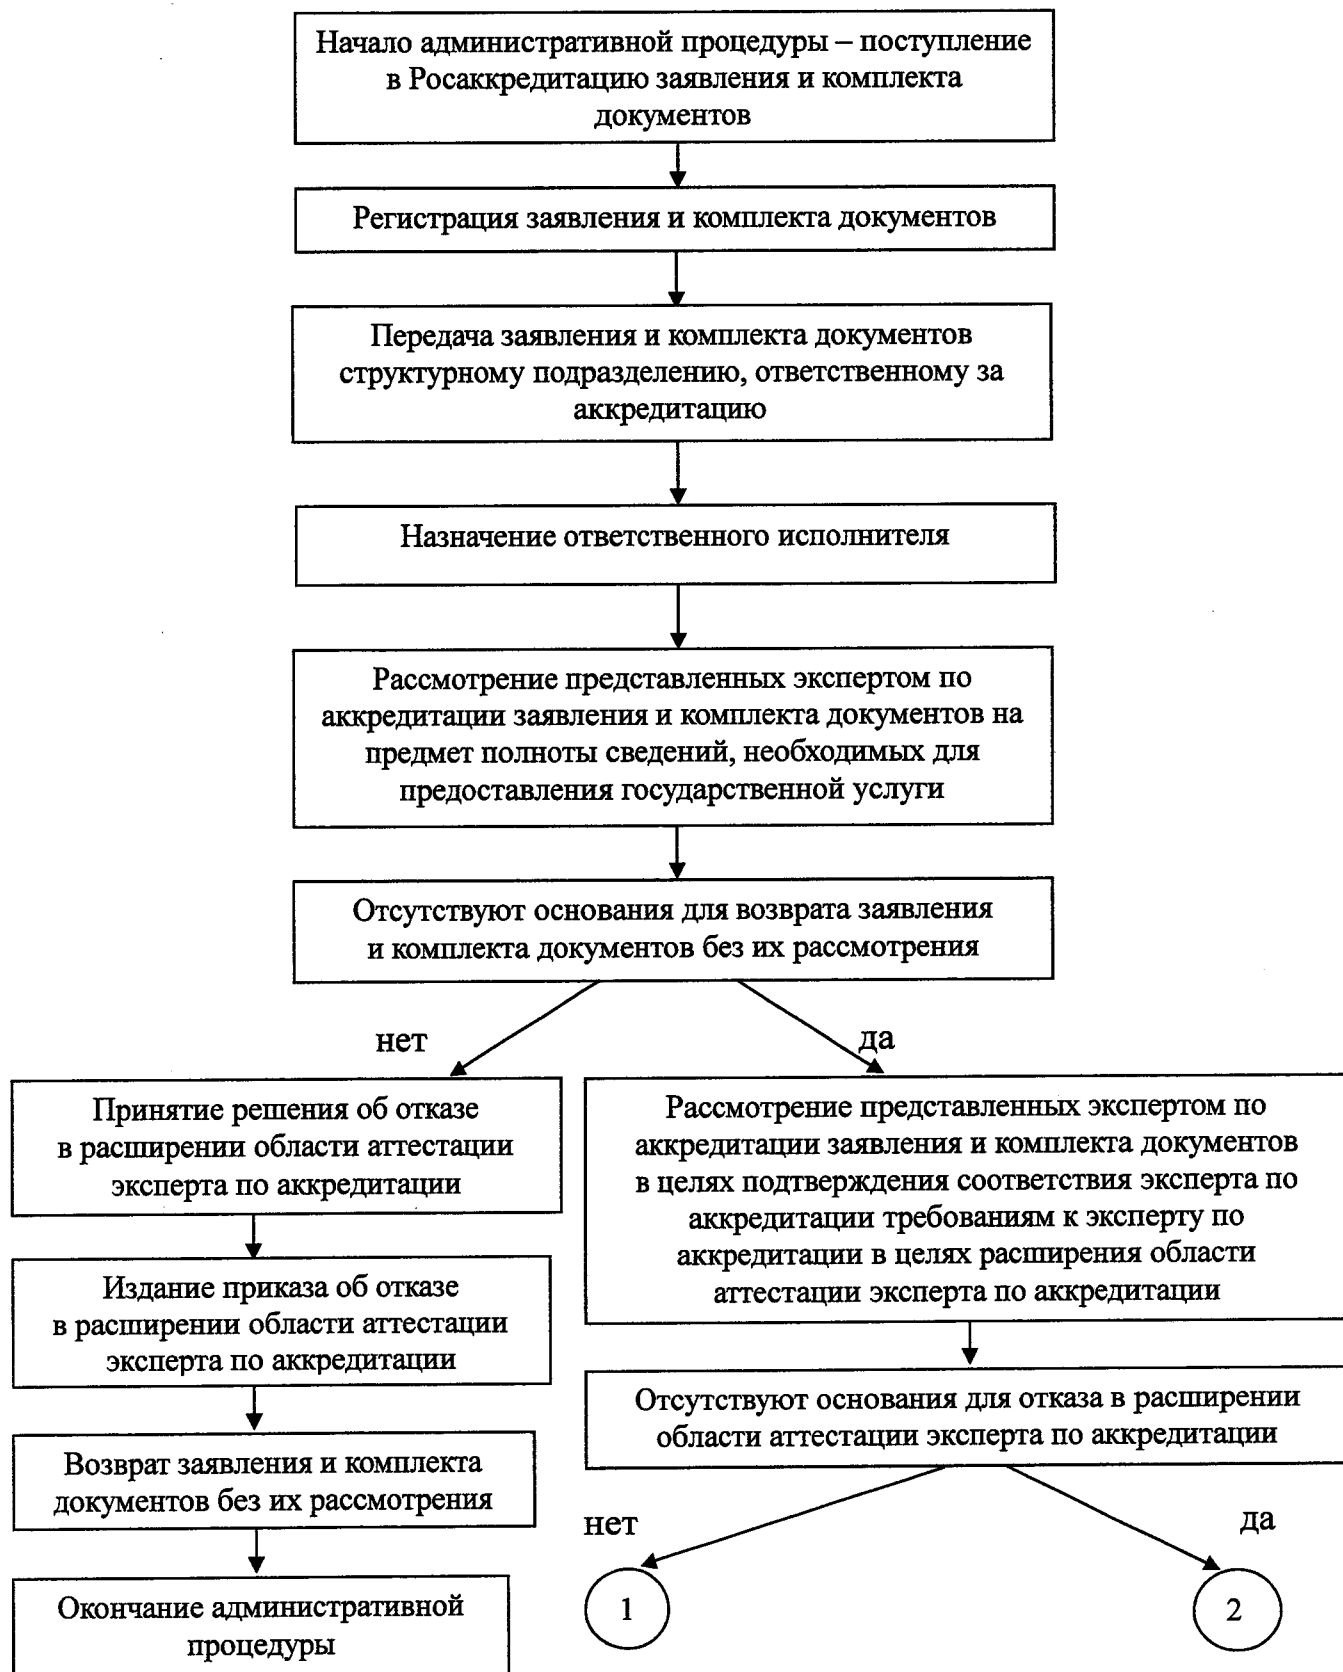 Начало административной процедуры – поступление
в Росаккредитацию заявления и комплекта
документов
Регистрация заявления и комплекта документов
Передача заявления и комплекта документов
структурному подразделению, ответственному за
аккредитацию
Назначение ответственного исполнителя
Рассмотрение представленных экспертом по
аккредитации заявления и комплекта документов на
предмет полноты сведений, необходимых для
предоставления государственной услуги
Отсутствуют основания для возврата заявления
и комплекта документов без их рассмотрения
нет
да
Принятие решения об отказе
в расширении области аттестации
эксперта по аккредитации
Издание приказа об отказе
в расширении области аттестации
эксперта по аккредитации
Возврат заявления и комплекта
документов без их рассмотрения
Окончание административной
процедуры
Рассмотрение представленных экспертом по
аккредитации заявления и комплекта документов
в целях подтверждения соответствия эксперта по
аккредитации требованиям к эксперту по
аккредитации в целях расширения области
аттестации эксперта по аккредитации
Отсутствуют основания для отказа в расширении
области аттестации эксперта по аккредитации
нет
да
1
2